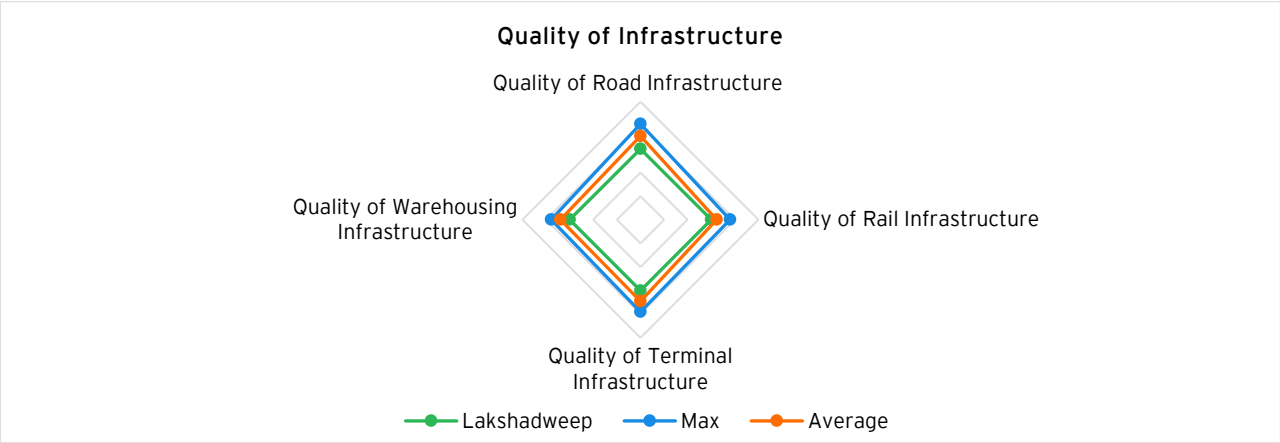 Quality of Infrastructure
Quality of Road Infrastructure
Quality of Warehousing
Infrastructure
Quality of Rail Infrastructure
Quality of Terminal
Infrastructure
Lakshadweep
Max
Average